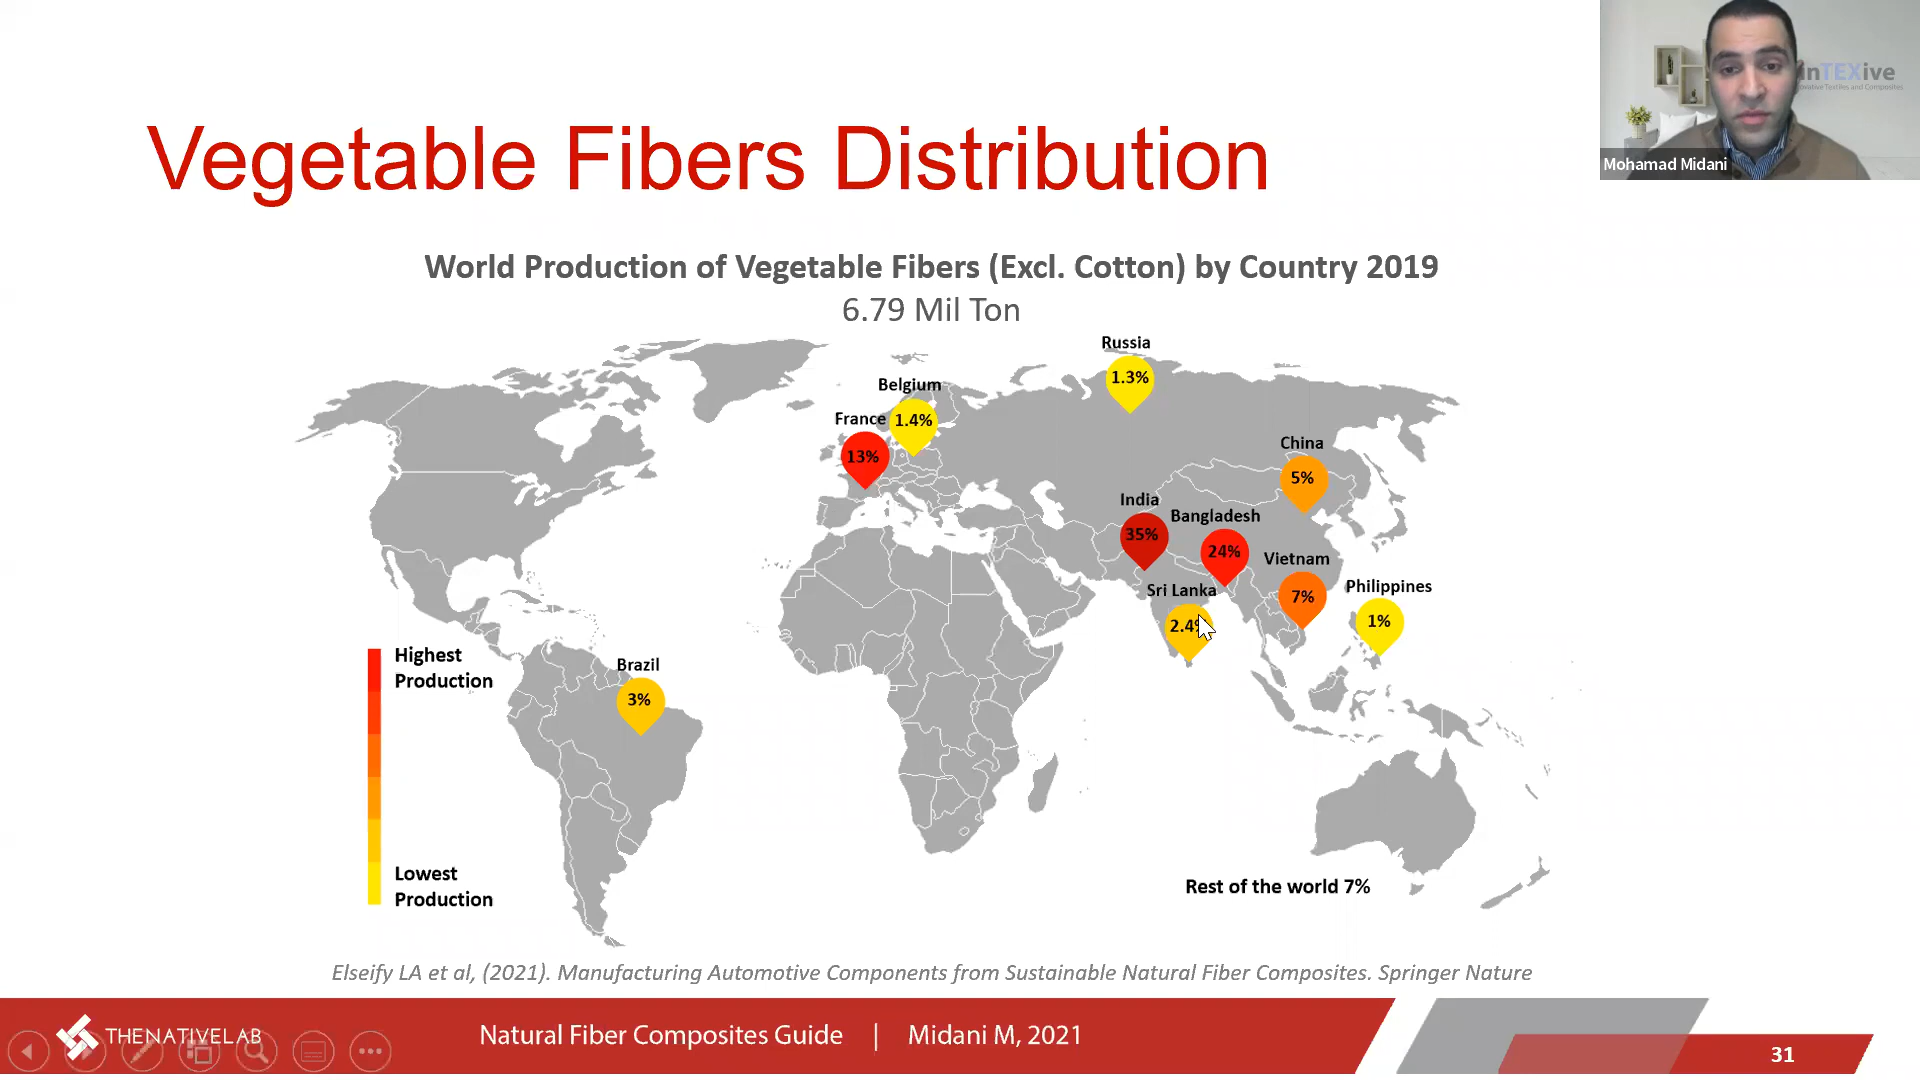 inTEXive
Mohamad Midani
Vegetable Fibers Distribution
World Production of Vegetable Fibers (Excl. Cotton) by Country 2019
6.79 Mil Ton
Russia
1.3%
Belgium
1.4%
France
13%
China
5%
India
35%
Bangladesh
24%
Vietnam
7%
Sri Lanka
2.4%
Philippines
1%
Brazil
3%
Highest
Production
Lowest
Production
Rest of the world 7%
Elseify LA et al, (2021). Manufacturing Automotive Components from Sustainable Natural Fiber Composites. Springer Nature
THENATIVELAB
Natural Fiber Composites Guide | Midani M, 2021
31